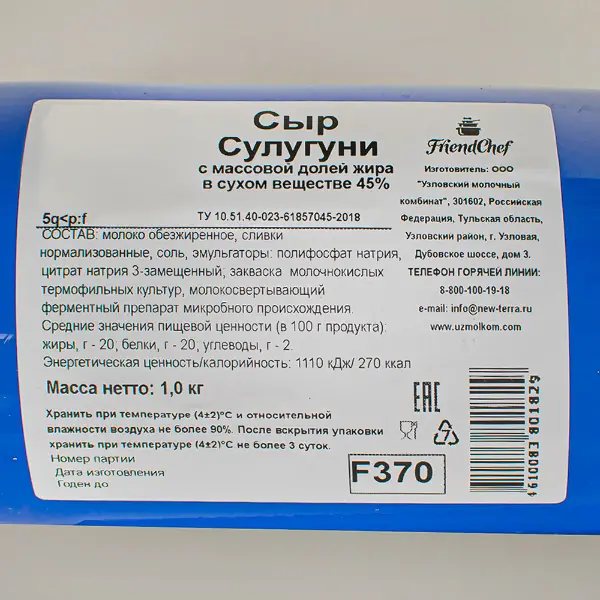 Сыр
Сулугуни
с массовой долей жира
в сухом веществе 45%
5q<p:f
ТУ 10.51.40-023-61857045-2018
СОСТАВ: молоко обезжиренное, сливки
нормализованные, соль, эмульгаторы: полифосфат натрия,
цитрат натрия 3-замещенный; закваска молочнокислых
термофильных культур, молокосвертывающий
ферментный препарат микробного происхождения.
Средние значения пищевой ценности (в 100 г продукта):
жиры, г - 20; белки, г - 20, углеводы, г - 2.
Энергетическая ценность/калорийность: 1110 кДж/ 270 ккал
Масса нетто: 1,0 кг
Хранить при температуре (4±2)°С и относительной
влажности воздуха не более 90%. После вскрытия упаковки
хранить при температуре (4±2)°С не более 3 суток.
Номер партии
Дата изготовления
Годен до
FriendChef
Изготовитель: ООО
"Узловский молочный
комбинат", 301602, Российская
Федерация, Тульская область,
Узловский район, г. Узловая,
Дубовское шоссе, дом 3.
ТЕЛЕФОН ГОРЯЧЕЙ ЛИНИИ:
8-800-100-19-18
e-mail: info@new-terra.ru
www.uzmolkom.com
EAC
7
F370
4610083801829